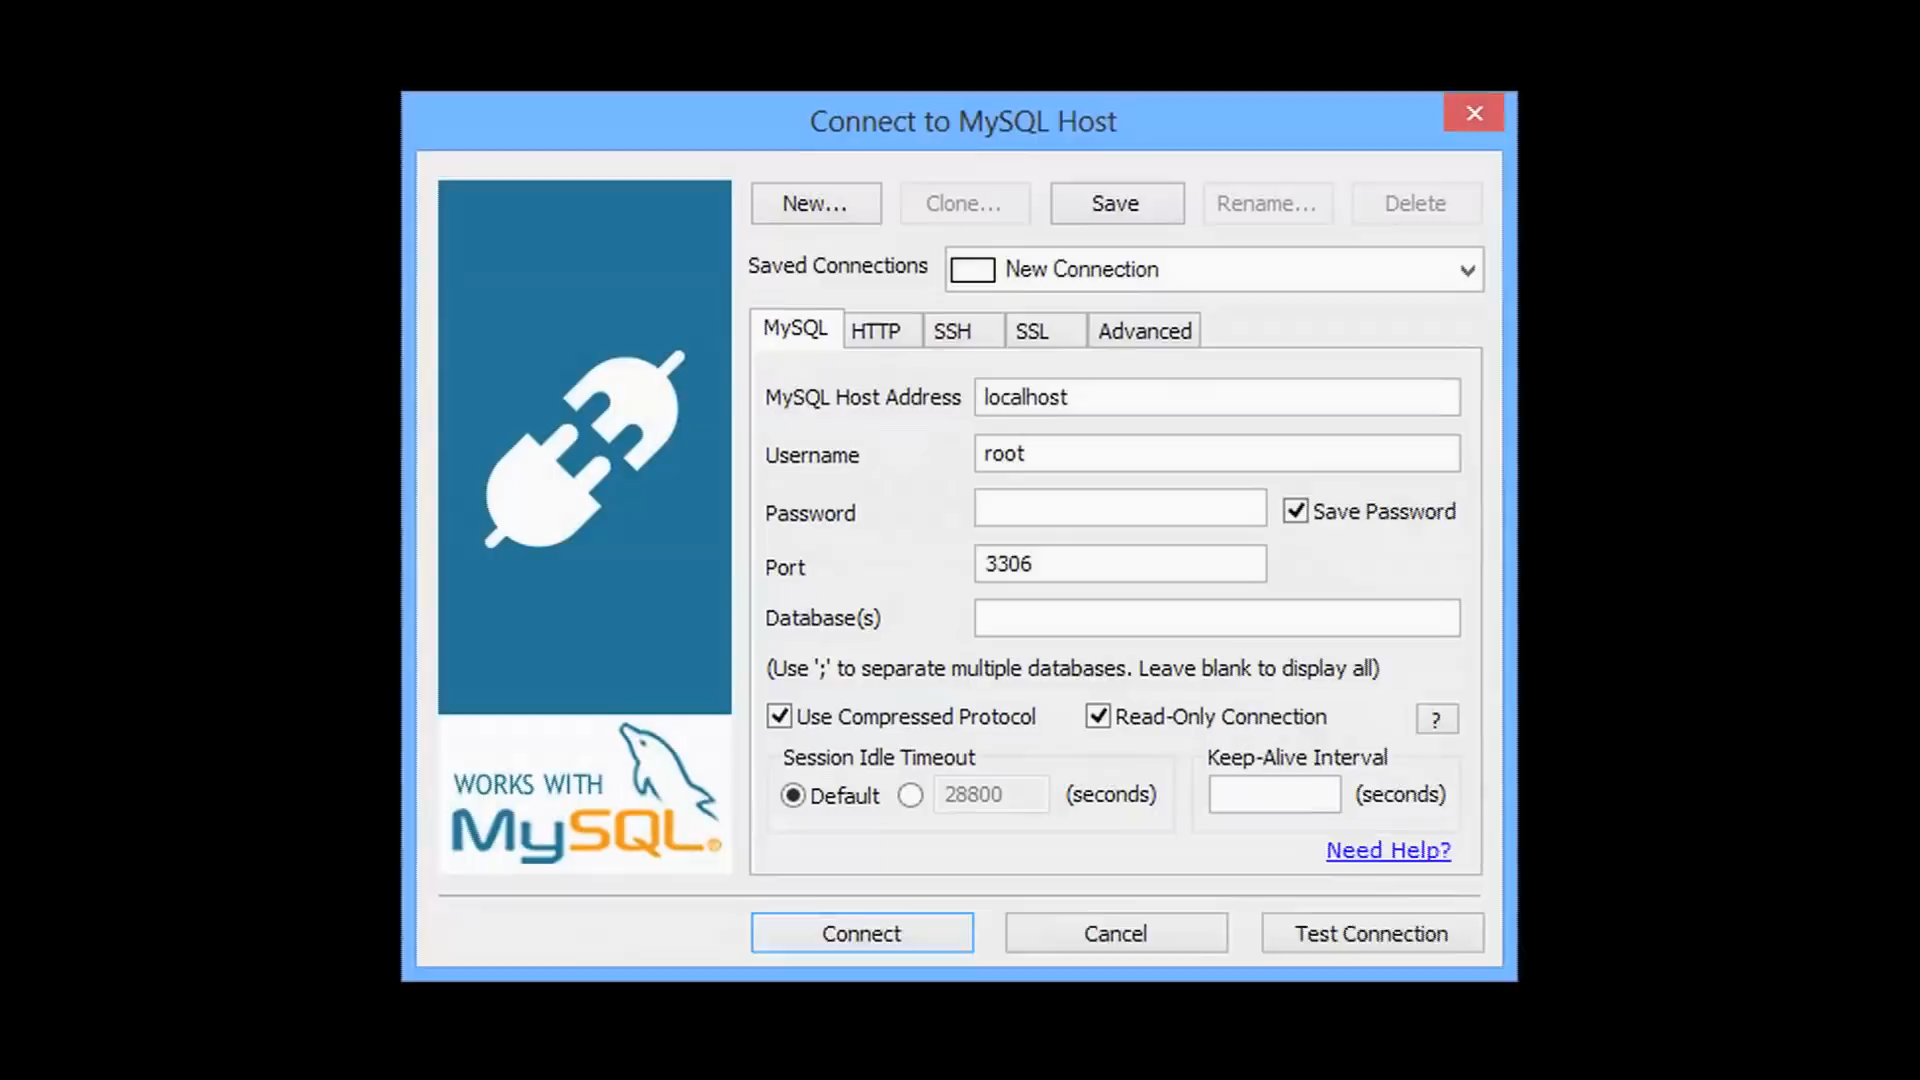 Connect to MySQL Host
New...
Clone...
Save
Rename...
Delete
Saved Connections
New Connection
MySQL
HTTP
SSH
SSL
Advanced
MySQL Host Address
localhost
Username
root
Password
Save Password
Port
3306
Database(s)
(Use ';' to separate multiple databases. Leave blank to display all)
Use Compressed Protocol
Read-Only Connection
?
Session Idle Timeout
Default
28800
(seconds)
Keep-Alive Interval
(seconds)
Need Help?
WORKS WITH
MySQL®
Connect
Cancel
Test Connection